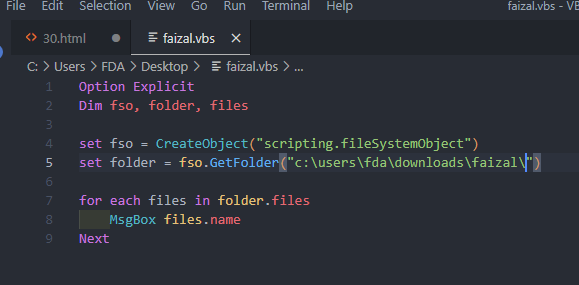 File Edit Selection View Go Run Terminal Help faizal.vbs - VB
<> 30.html ● faizal.vbs ×
C: > Users > FDA > Desktop > faizal.vbs > ...
1 Option Explicit
2 Dim fso, folder, files
3
4 set fso = CreateObject("scripting.fileSystemObject")
5 set folder = fso.GetFolder("c:\users\fda\downloads\faizal\")
6
7 for each files in folder.files
8 MsgBox files.name
9 Next